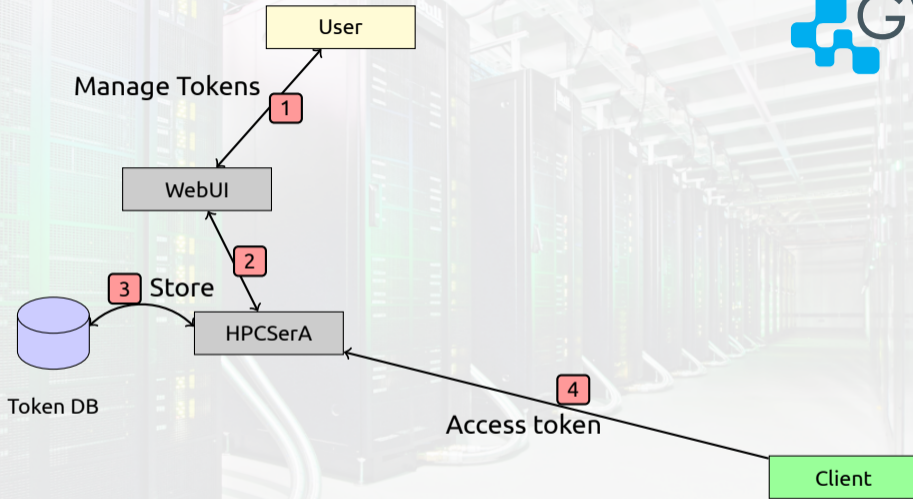 User
Manage Tokens
1
WebUI
2
3 Store
HPCSerA
Token DB
4
Access token
Client